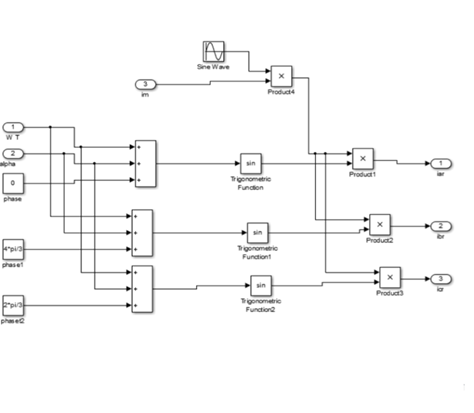 Sine Wave
3
im
×
Product4
1
W T
2
alpha
0
phase
+
+
+
sin
Trigonometric
Function
×
Product1
1
iar
4*pi/3
phase1
+
+
+
sin
Trigonometric
Function1
×
Product2
2
ibr
2*pi/3
phase2
+
+
+
sin
Trigonometric
Function2
×
Product3
3
icr